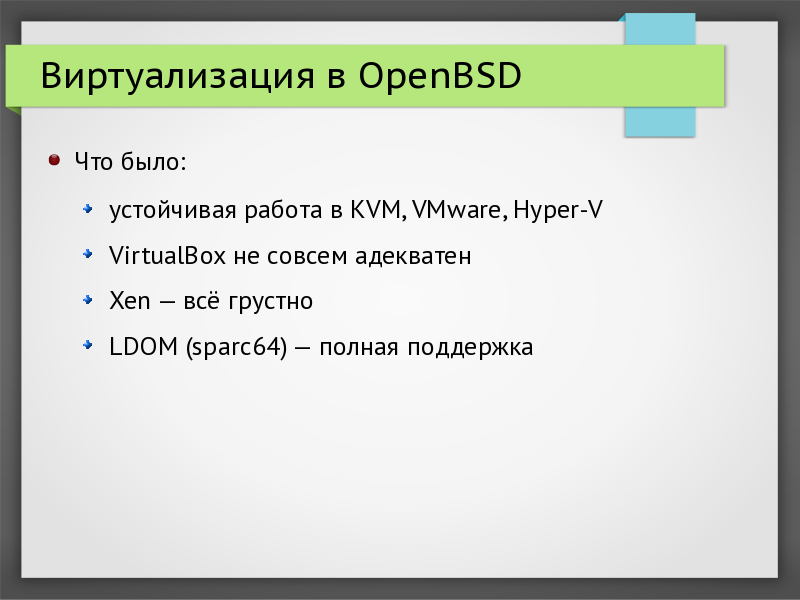 Виртуализация в OpenBSD
Что было:
устойчивая работа в KVM, VMware, Hyper-V
VirtualBox не совсем адекватен
Xen — всё грустно
LDOM (sparc64) — полная поддержка